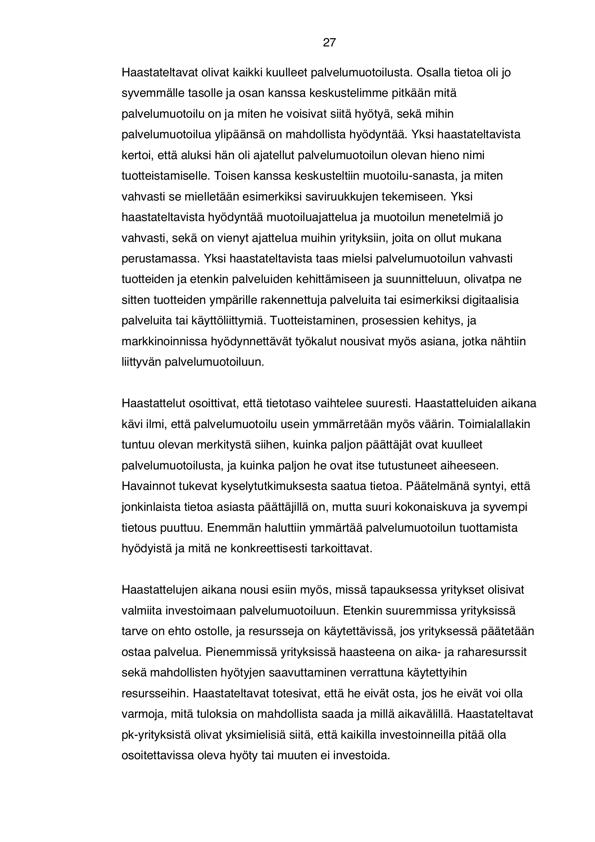 27
Haastateltavat olivat kaikki kuulleet palvelumuotoilusta. Osalla tietoa oli jo
syvemmälle tasolle ja osan kanssa keskustelimme pitkään mitä
palvelumuotoilu on ja miten he voisivat siitä hyötyä, sekä mihin
palvelumuotoilua ylipäänsä on mahdollista hyödyntää. Yksi haastateltavista
kertoi, että aluksi hän oli ajatellut palvelumuotoilun olevan hieno nimi
tuotteistamiselle. Toisen kanssa keskusteltiin muotoilu-sanasta, ja miten
vahvasti se mielletään esimerkiksi saviruukkujen tekemiseen. Yksi
haastateltavista hyödyntää muotoiluajattelua ja muotoilun menetelmiä jo
vahvasti, sekä on vienyt ajattelua muihin yrityksiin, joita on ollut mukana
perustamassa. Yksi haastateltavista taas mielsi palvelumuotoilun vahvasti
tuotteiden ja etenkin palveluiden kehittämiseen ja suunnitteluun, olivatpa ne
sitten tuotteiden ympärille rakennettuja palveluita tai esimerkiksi digitaalisia
palveluita tai käyttöliittymiä. Tuotteistaminen, prosessien kehitys, ja
markkinoinnissa hyödynnettävät työkalut nousivat myös asiana, jotka nähtiin
liittyvän palvelumuotoiluun.
Haastattelut osoittivat, että tietotaso vaihtelee suuresti. Haastatteluiden aikana
kävi ilmi, että palvelumuotoilu usein ymmärretään myös väärin. Toimialallakin
tuntuu olevan merkitystä siihen, kuinka paljon päättäjät ovat kuulleet
palvelumuotoilusta, ja kuinka paljon he ovat itse tutustuneet aiheeseen.
Havainnot tukevat kyselytutkimuksesta saatua tietoa. Päätelmänä syntyi, että
jonkinlaista tietoa asiasta päättäjillä on, mutta suuri kokonaiskuva ja syvempi
tietous puuttuu. Enemmän haluttiin ymmärtää palvelumuotoilun tuottamista
hyödyistä ja mitä ne konkreettisesti tarkoittavat.
Haastattelujen aikana nousi esiin myös, missä tapauksessa yritykset olisivat
valmiita investoimaan palvelumuotoiluun. Etenkin suuremmissa yrityksissä
tarve on ehto ostolle, ja resursseja on käytettävissä, jos yrityksessä päätetään
ostaa palvelua. Pienemmissä yrityksissä haasteena on aika- ja raharesurssit
sekä mahdollisten hyötyjen saavuttaminen verrattuna käytettyihin
resursseihin. Haastateltavat totesivat, että he eivät osta, jos he eivät voi olla
varmoja, mitä tuloksia on mahdollista saada ja millä aikavälillä. Haastateltavat
pk-yrityksistä olivat yksimielisiä siitä, että kaikilla investoinneilla pitää olla
osoitettavissa oleva hyöty tai muuten ei investoida.